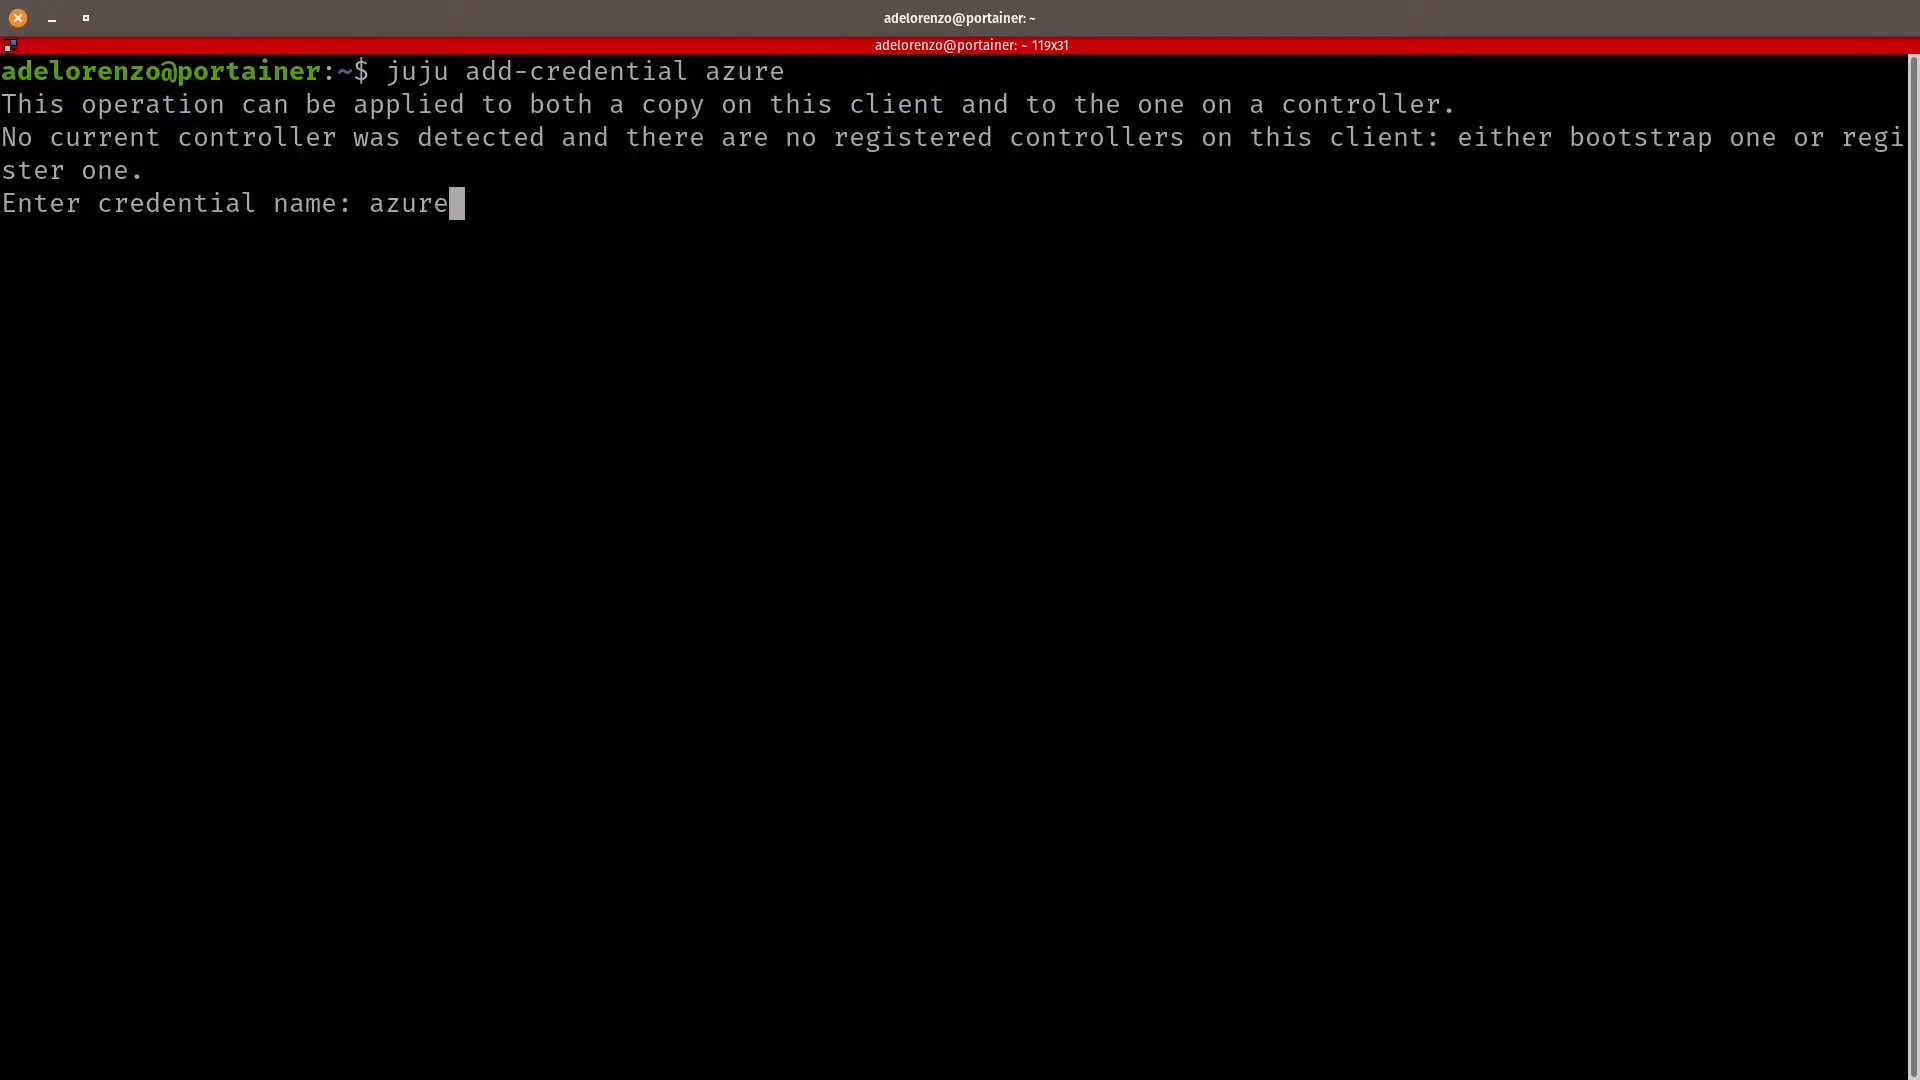 adelorenzo@portainer: ~
adelorenzo@portainer: ~ 119x31
adelorenzo@portainer:~$ juju add-credential azure
This operation can be applied to both a copy on this client and to the one on a controller.
No current controller was detected and there are no registered controllers on this client: either bootstrap one or regi
ster one.
Enter credential name: azure